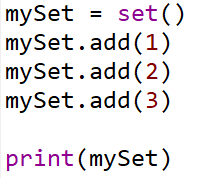 mySet = set()
mySet.add(1)
mySet.add(2)
mySet.add(3)

print(mySet)